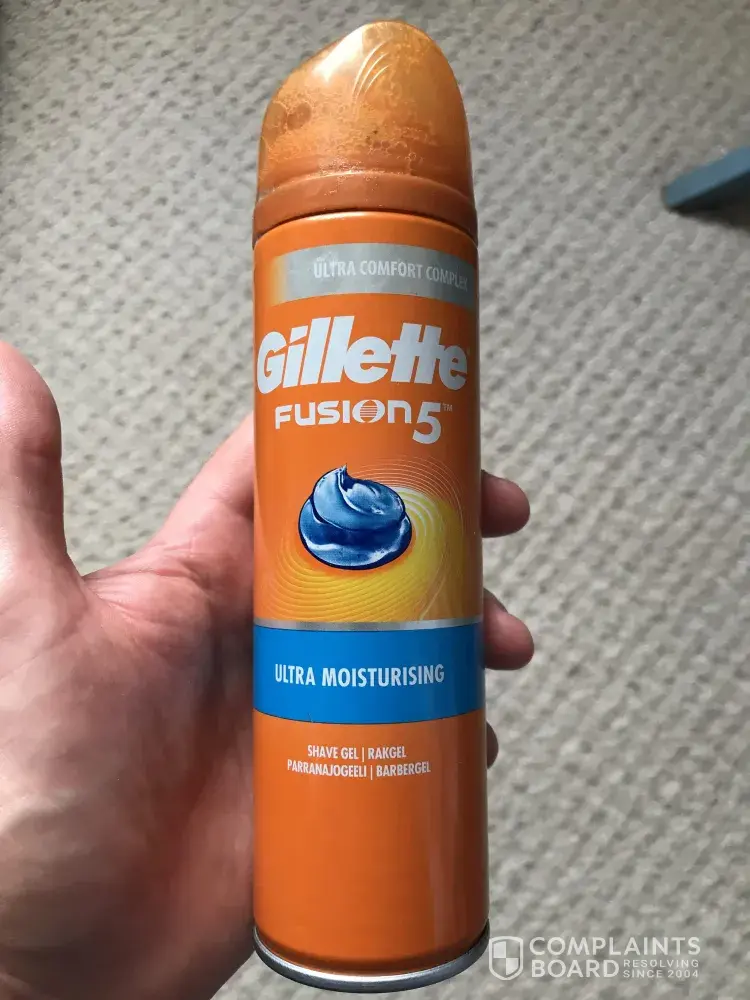 ULTRA COMFORT COMPLEX
Gillette
FUSION5™
ULTRA MOISTURISING
SHAVE GEL | RAKGEL
PARRANAJOGEELI | BARBERGEL
COMPLAINTS
BOARD RESOLVING
SINCE 2004